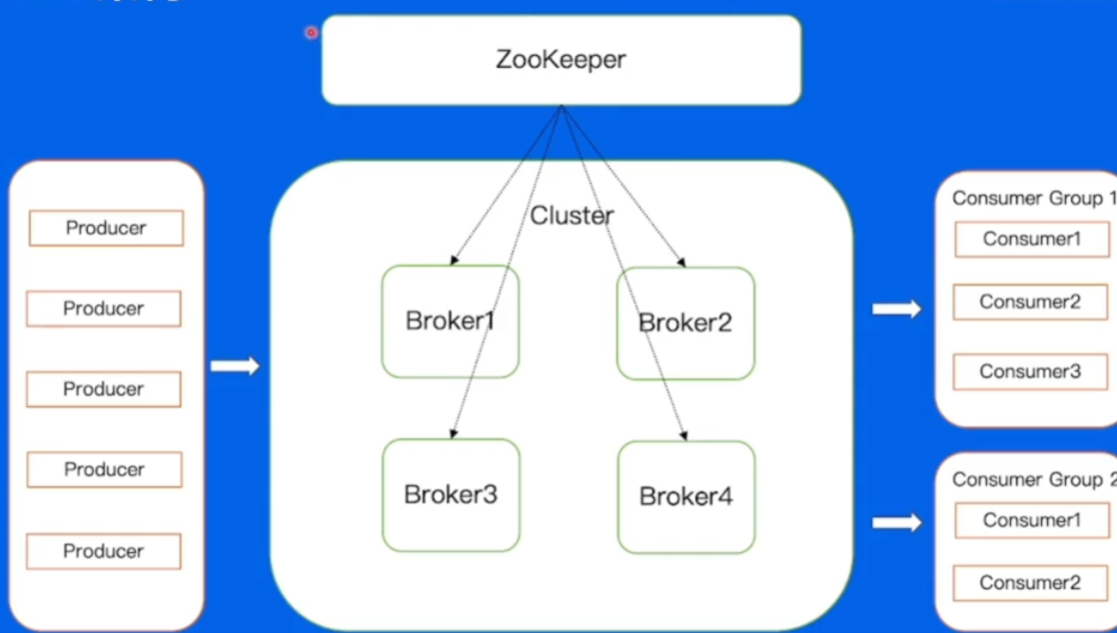 ZooKeeper
Producer
Producer
Producer
Producer
Producer
Cluster
Broker1
Broker2
Broker3
Broker4
Consumer Group 1
Consumer1
Consumer2
Consumer3
Consumer Group 2
Consumer1
Consumer2